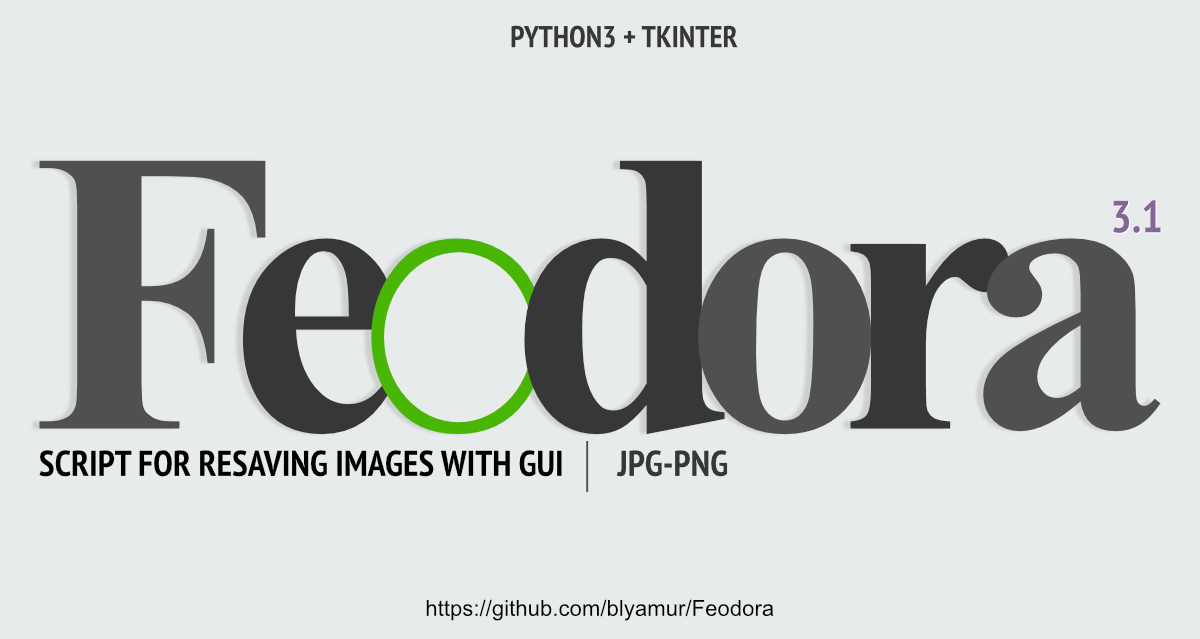 PYTHON3 + TKINTER
Feodora
3.1
SCRIPT FOR RESAVING IMAGES WITH GUI | JPG-PNG
https://github.com/blyamur/Feodora